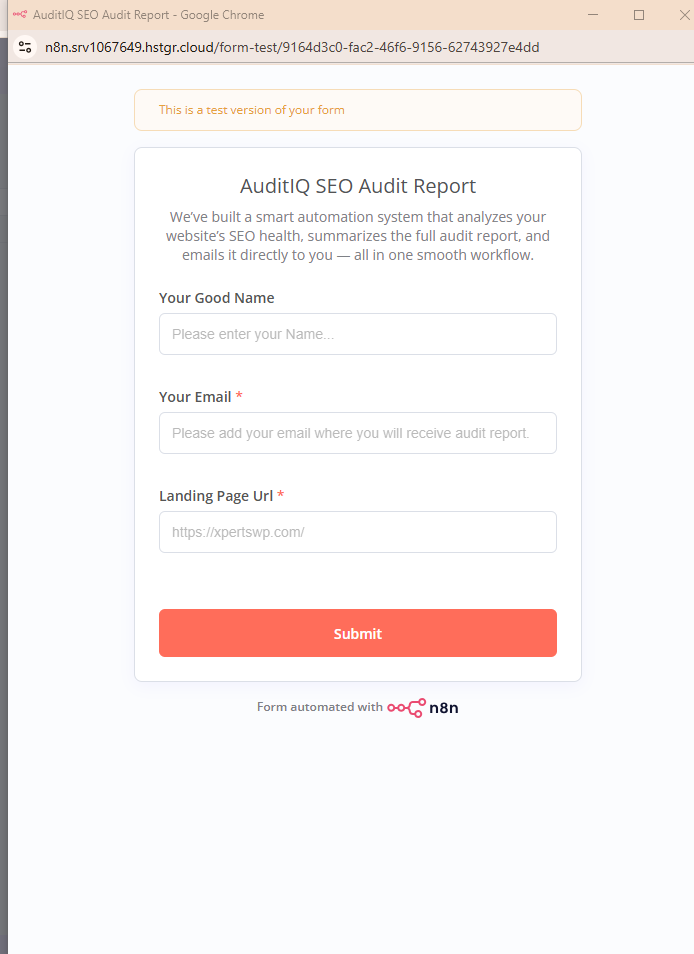 AuditIQ SEO Audit Report - Google Chrome
n8n.srv1067649.hstgr.cloud/form-test/9164d3c0-fac2-46f6-9156-62743927e4dd
This is a test version of your form
AuditIQ SEO Audit Report
We’ve built a smart automation system that analyzes your
website’s SEO health, summarizes the full audit report, and
emails it directly to you — all in one smooth workflow.
Your Good Name
Please enter your Name...
Your Email *
Please add your email where you will receive audit report.
Landing Page Url *
https://xpertswp.com/
Submit
Form automated with n8n